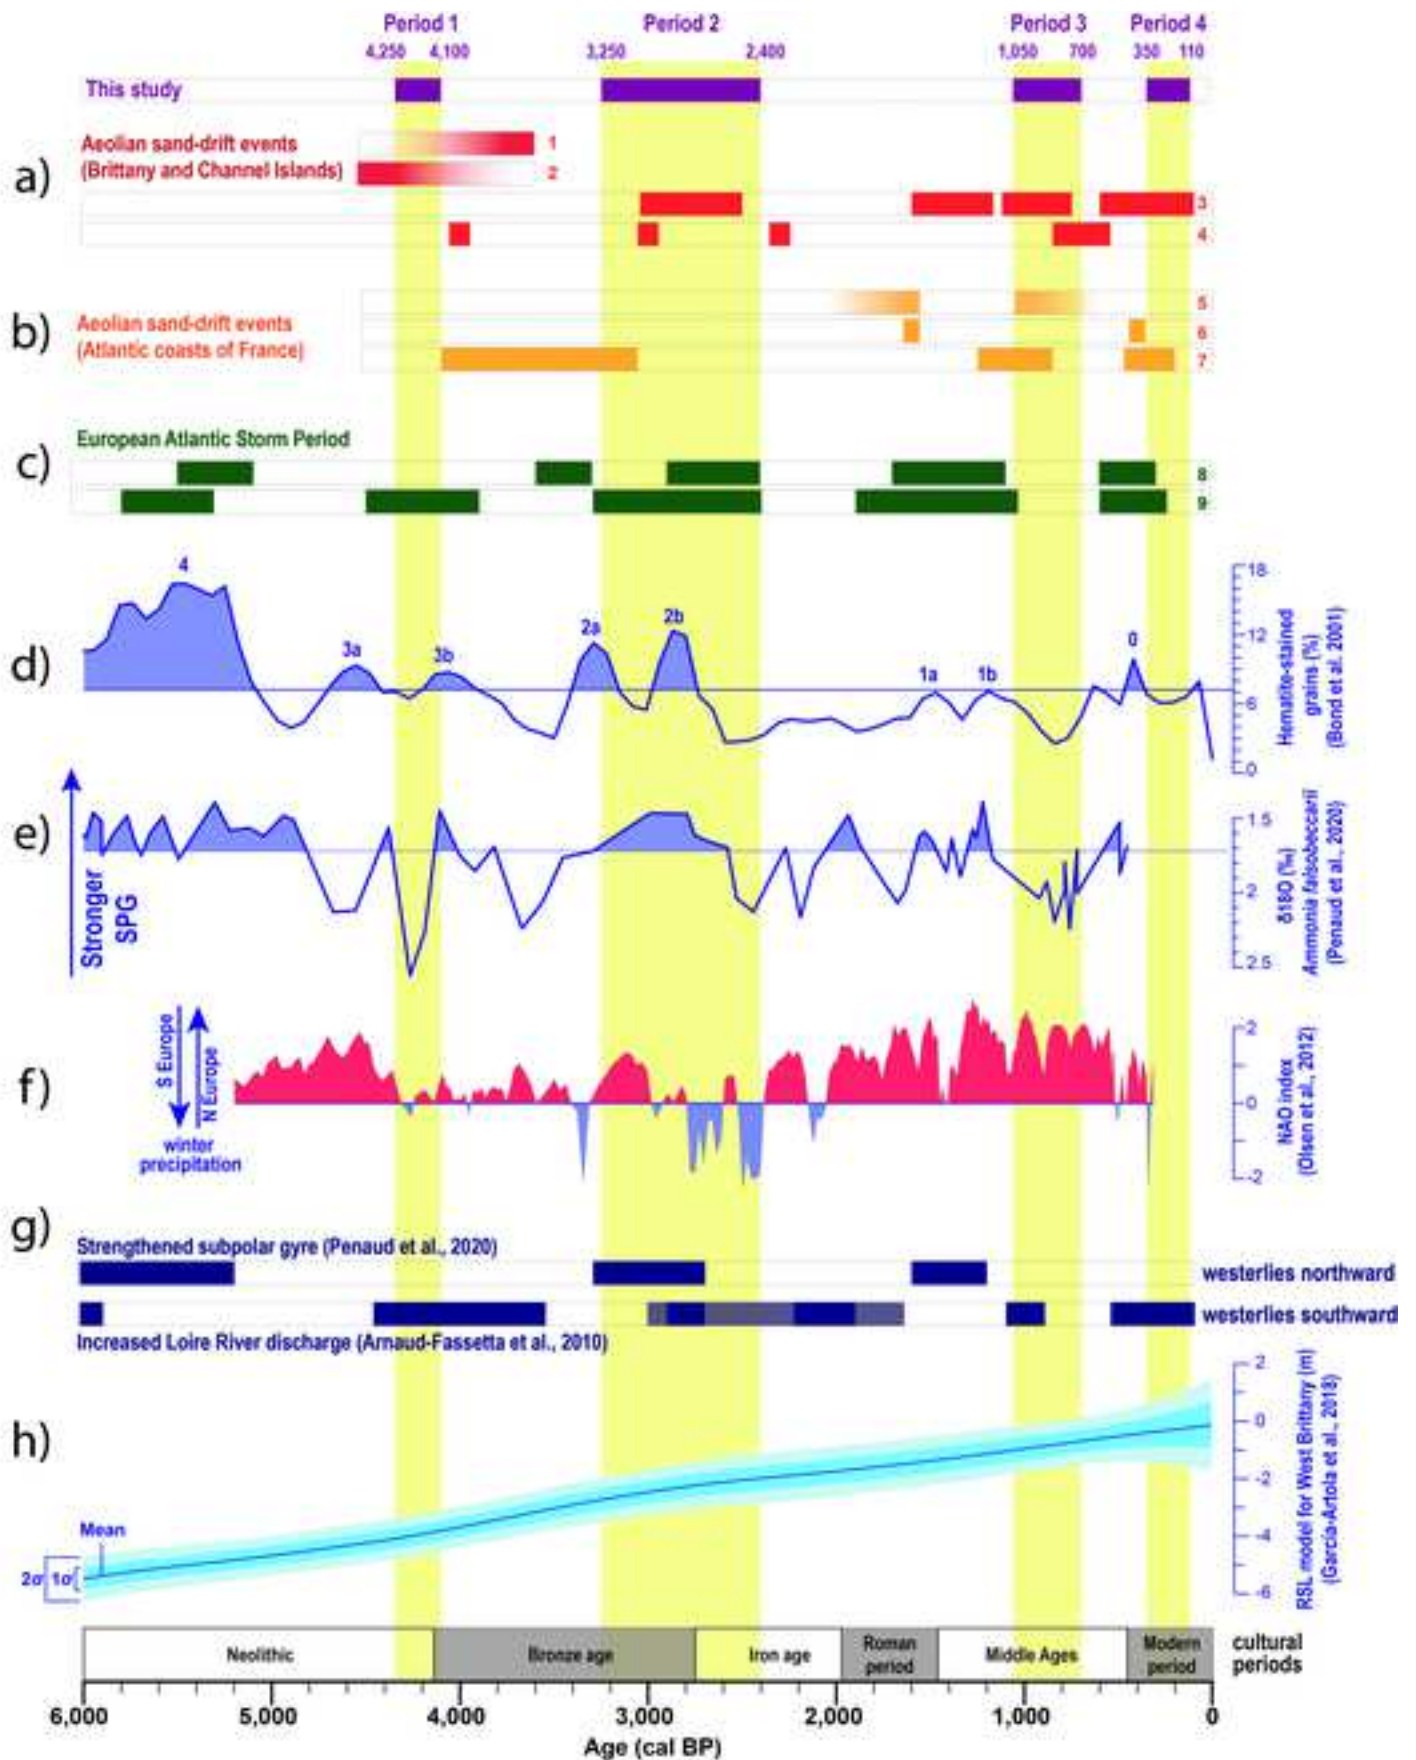 Period 1
Period 2
Period 3
Period 4
4,250 4,100
3,250
2,400
1,050 700
350 110
This study
a)
Aeolian sand-drift events
(Brittany and Channel Islands)
1
2
3
4
b)
Aeolian sand-drift events
(Atlantic coasts of France)
5
6
7
c)
European Atlantic Storm Period
8
9
d)
4
3a
3b
2a
2b
1a
1b
0
18
12
6
0
Hematite-stained
grains (%)
(Bond et al. 2001)
e)
Stronger
SPG
1.5
2
2.5
δ18O (‰)
Ammonia falsobeccarii
(Penaud et al., 2020)
f)
S Europe
N Europe
winter
precipitation
2
0
-2
NAO index
(Olsen et al., 2012)
g)
Strengthened subpolar gyre (Penaud et al., 2020)
westerlies northward
westerlies southward
Increased Loire River discharge (Arnaud-Fassetta et al., 2010)
h)
Mean
2σ
1σ
2
0
-2
-4
-6
RSL model for West Brittany (m)
(García-Artola et al., 2018)
Neolithic
Bronze age
Iron age
Roman
period
Middle Ages
Modern
period
cultural
periods
6,000 5,000 4,000 3,000 2,000 1,000 0
Age (cal BP)